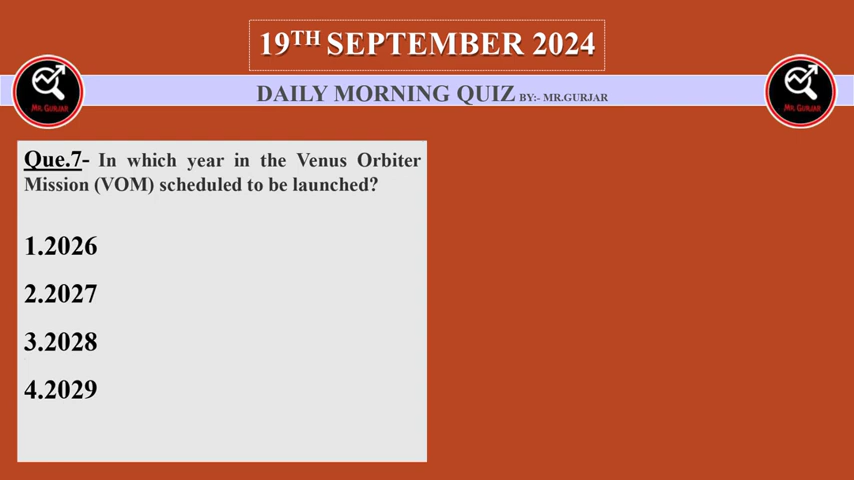 19TH SEPTEMBER 2024
DAILY MORNING QUIZ BY:- MR.GURJAR
MR.GURJAR
MR.GURJAR
Que.7- In which year in the Venus Orbiter
Mission (VOM) scheduled to be launched?
1.2026
2.2027
3.2028
4.2029